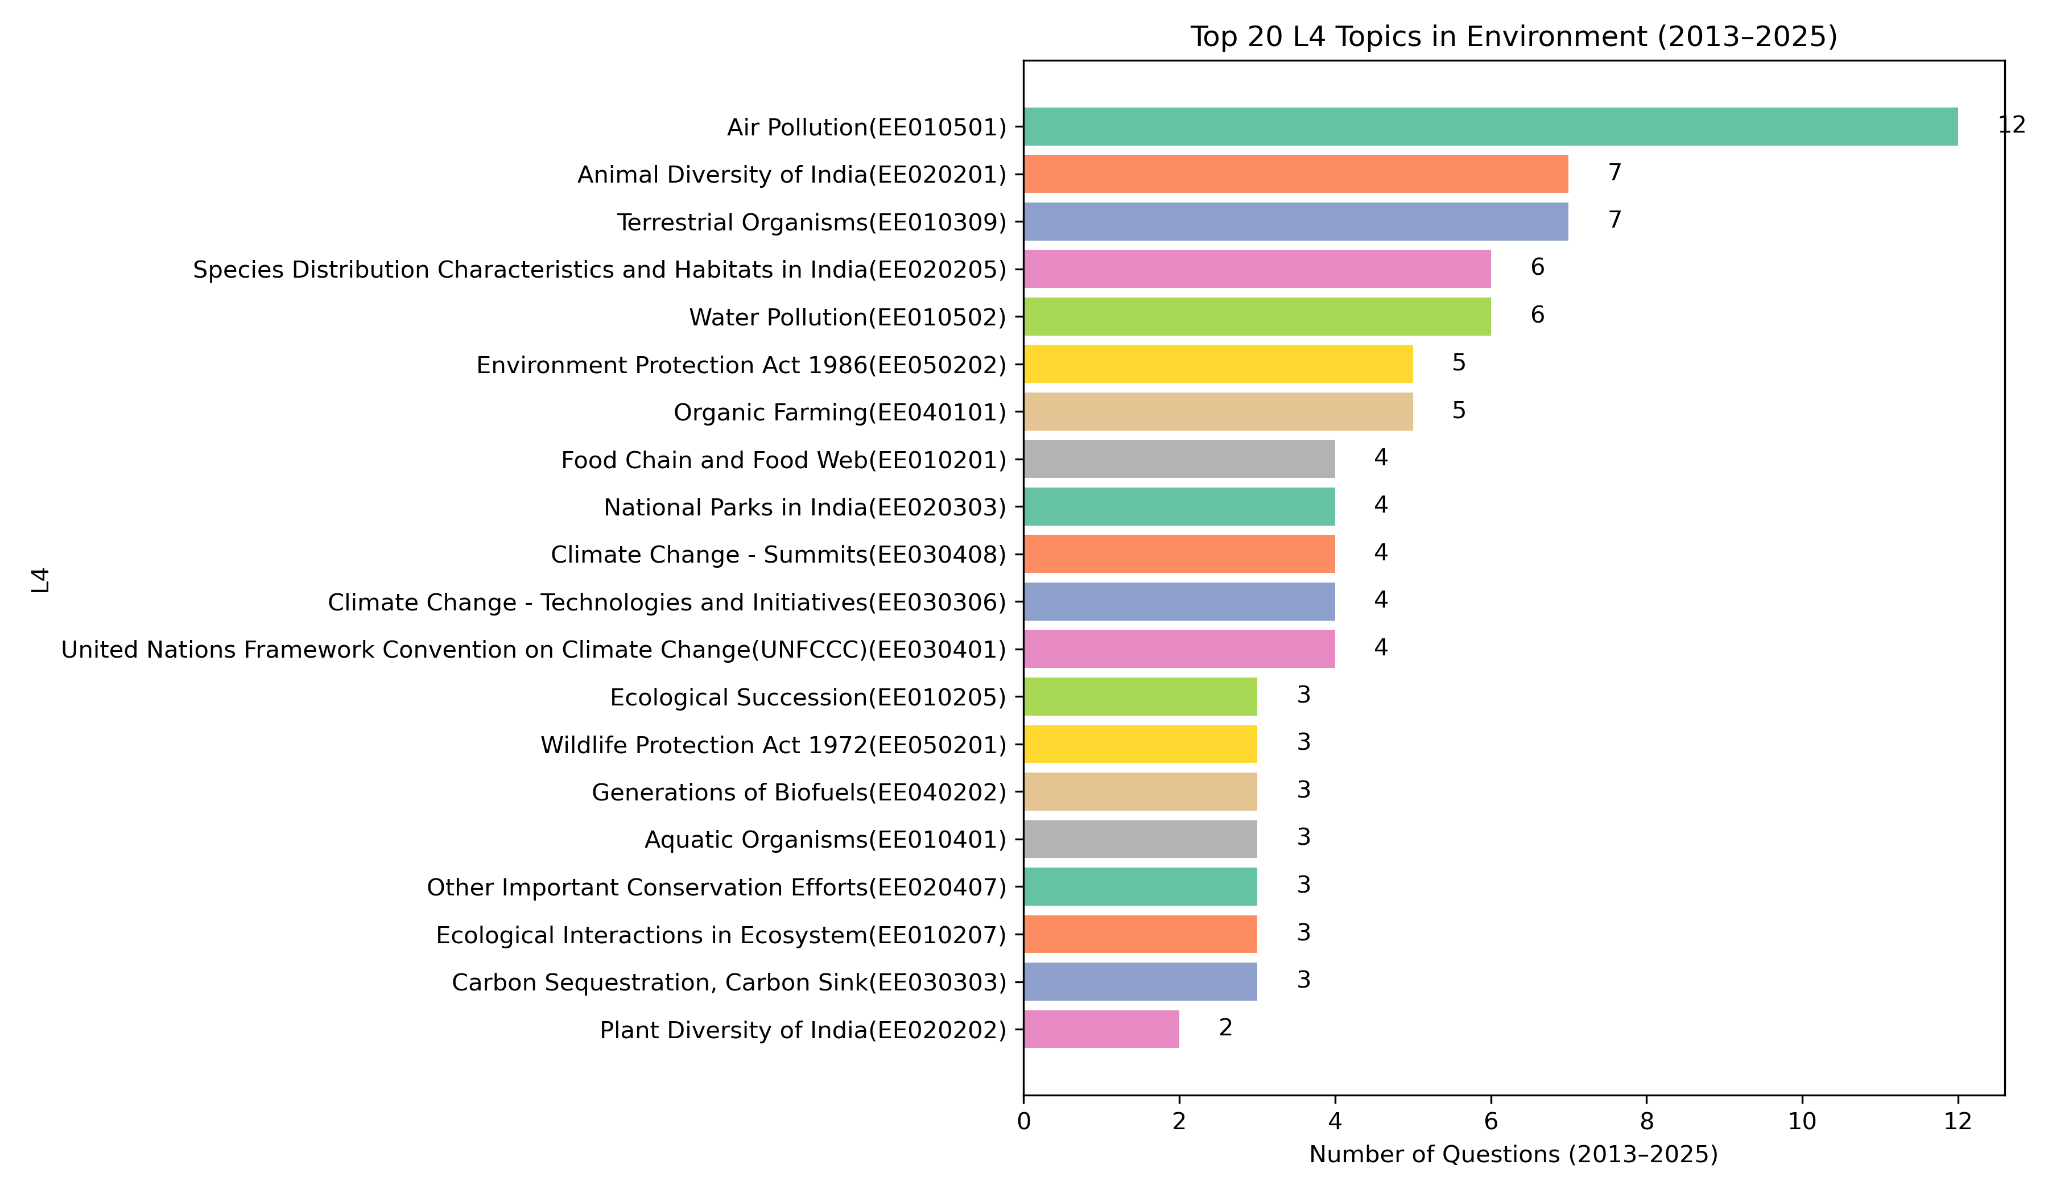 Top 20 L4 Topics in Environment (2013–2025)
Air Pollution(EE010501) 12
Animal Diversity of India(EE020201) 7
Terrestrial Organisms(EE010309) 7
Species Distribution Characteristics and Habitats in India(EE020205) 6
Water Pollution(EE010502) 6
Environment Protection Act 1986(EE050202) 5
Organic Farming(EE040101) 5
Food Chain and Food Web(EE010201) 4
National Parks in India(EE020303) 4
Climate Change - Summits(EE030408) 4
L4
Climate Change - Technologies and Initiatives(EE030306) 4
United Nations Framework Convention on Climate Change(UNFCCC)(EE030401) 4
Ecological Succession(EE010205) 3
Wildlife Protection Act 1972(EE050201) 3
Generations of Biofuels(EE040202) 3
Aquatic Organisms(EE010401) 3
Other Important Conservation Efforts(EE020407) 3
Ecological Interactions in Ecosystem(EE010207) 3
Carbon Sequestration, Carbon Sink(EE030303) 3
Plant Diversity of India(EE020202) 2
0 2 4 6 8 10 12
Number of Questions (2013–2025)